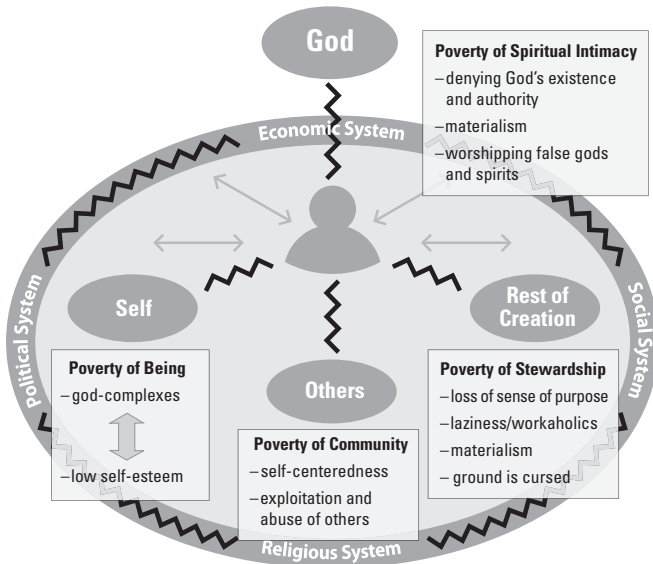 God
Poverty of Spiritual Intimacy
–denying God's existence
and authority
–materialism
–worshipping false gods
and spirits
Economic System
Political System
Social System
Self
Rest of
Creation
Others
Poverty of Being
–god-complexes
–low self-esteem
Poverty of Community
–self-centeredness
–exploitation and
abuse of others
Poverty of Stewardship
–loss of sense of purpose
–laziness/workaholics
–materialism
– ground is cursed
Religious System